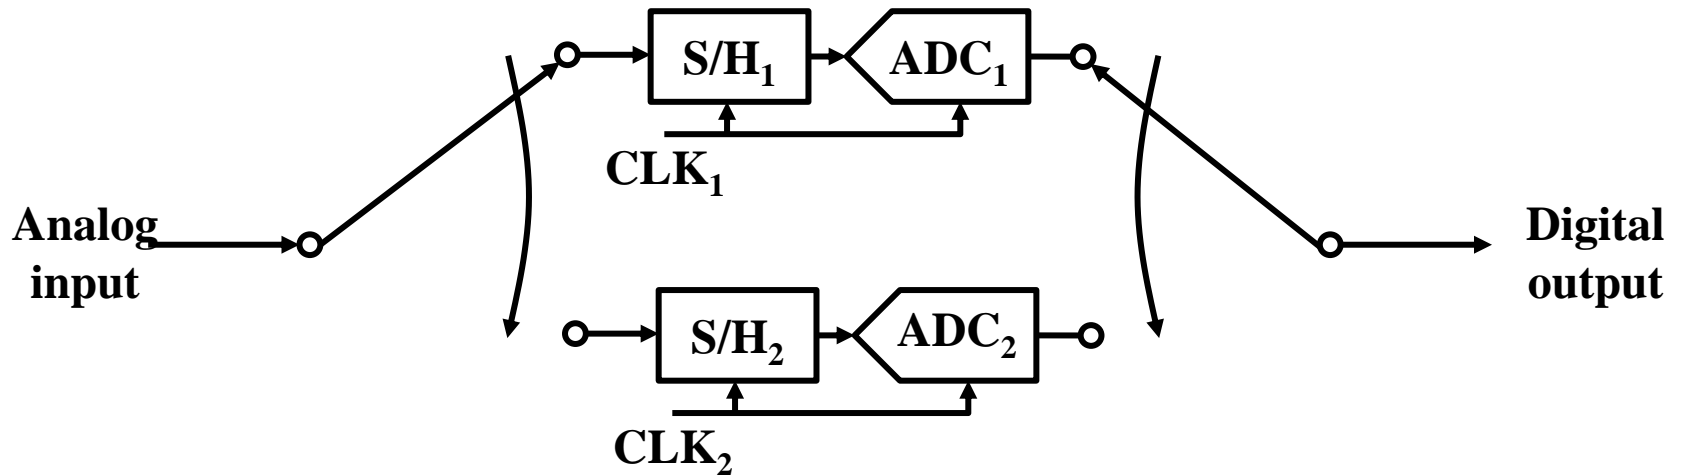 S/H₁
ADC₁
CLK₁
Analog
input
Digital
output
S/H₂
ADC₂
CLK₂